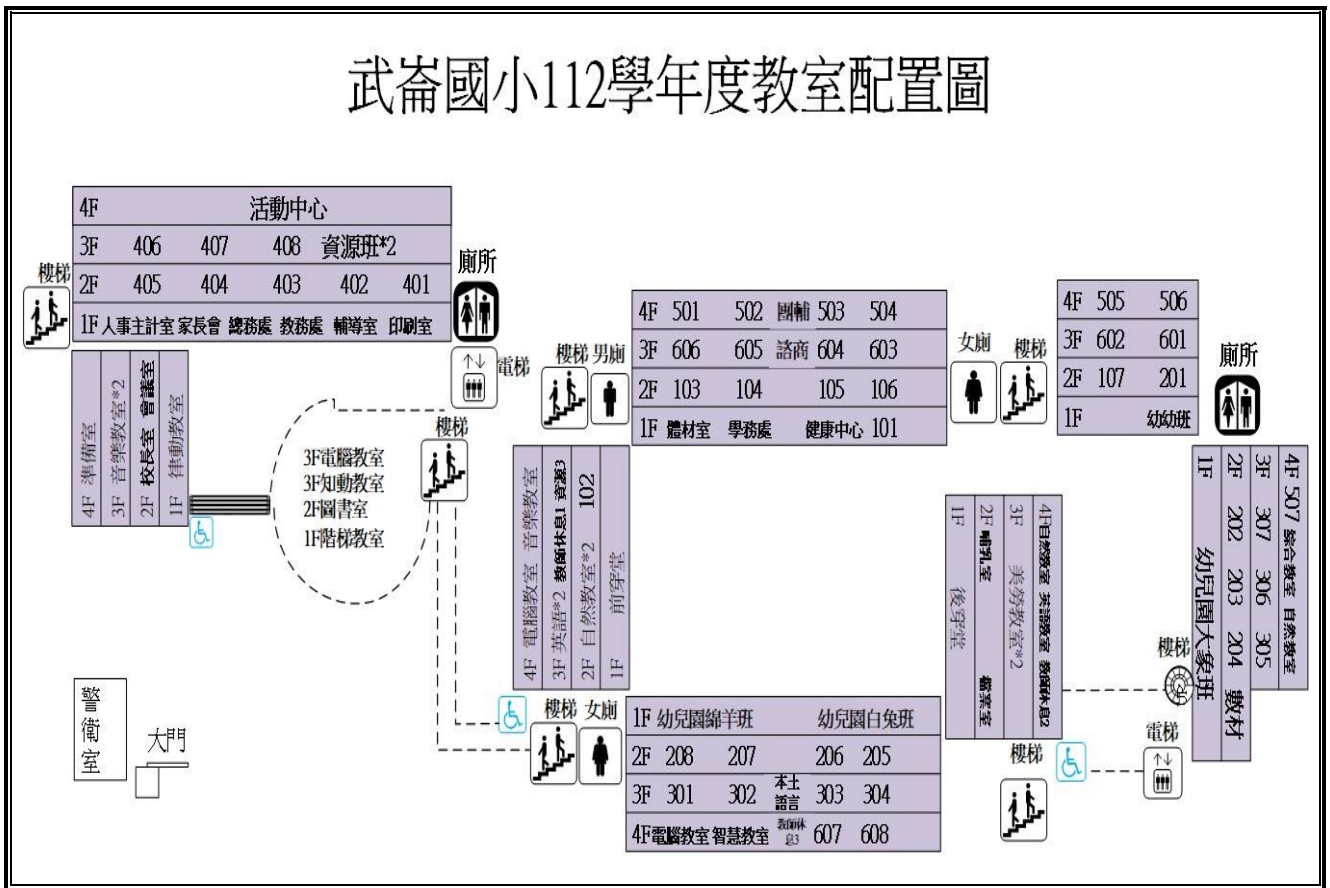 武崙國小112學年度教室配置圖
4F 活動中心
3F 406 407 408 資源班*2
2F 405 404 403 402 401
1F 人事主計室 家長會 總務處 教務處 輔導室 印刷室
樓梯
廁所
電梯
4F 準備室
3F 音樂教室*2
2F 校長室 會議室
1F 律動教室
樓梯
3F電腦教室
3F知動教室
2F圖書室
1F階梯教室
樓梯 男廁
4F 501 502 團輔 503 504
3F 606 605 諮商 604 603
2F 103 104 105 106
1F 體材室 學務處 健康中心 101
女廁 樓梯
4F 505 506
3F 602 601
2F 107 201
1F 幼幼班
廁所
4F 電腦教室 音樂教室
3F 英語*2 教師休息1 資源3
2F 自然教室*2 102
1F 前穿堂
1F 後穿堂
2F 哺乳室 檔案室
3F 美勞教室*2
4F自然教室 英語教室 教師休息2
1F 幼兒園大象班
2F 202 203 204 數材
3F 307 306 305
4F 507 綜合教室 自然教室
樓梯
電梯
樓梯
樓梯 女廁
1F 幼兒園綿羊班 幼兒園白兔班
2F 208 207 206 205
3F 301 302 本土語言 303 304
4F電腦教室 智慧教室 教師休息3 607 608
警衛室
大門